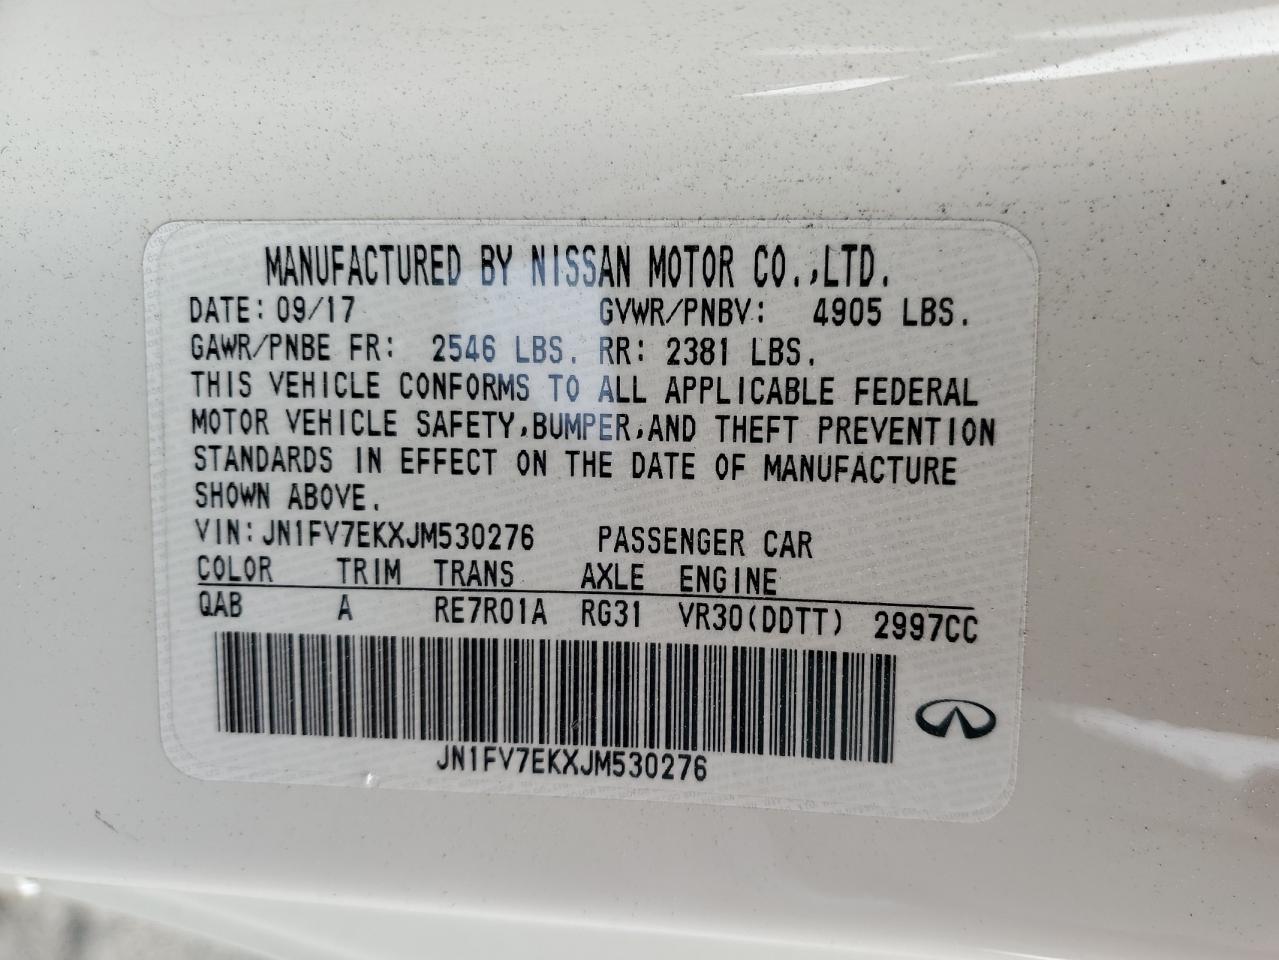 MANUFACTURED BY NISSAN MOTOR CO.,LTD.
DATE: 09/17 GVWR/PNBV: 4905 LBS.
GAWR/PNBE FR: 2546 LBS. RR: 2381 LBS.
THIS VEHICLE CONFORMS TO ALL APPLICABLE FEDERAL
MOTOR VEHICLE SAFETY,BUMPER,AND THEFT PREVENTION
STANDARDS IN EFFECT ON THE DATE OF MANUFACTURE
SHOWN ABOVE.
VIN:JN1FV7EKXJM530276 PASSENGER CAR
COLOR TRIM TRANS AXLE ENGINE
QAB A RE7R01A RG31 VR30(DDTT) 2997CC
JN1FV7EKXJM530276